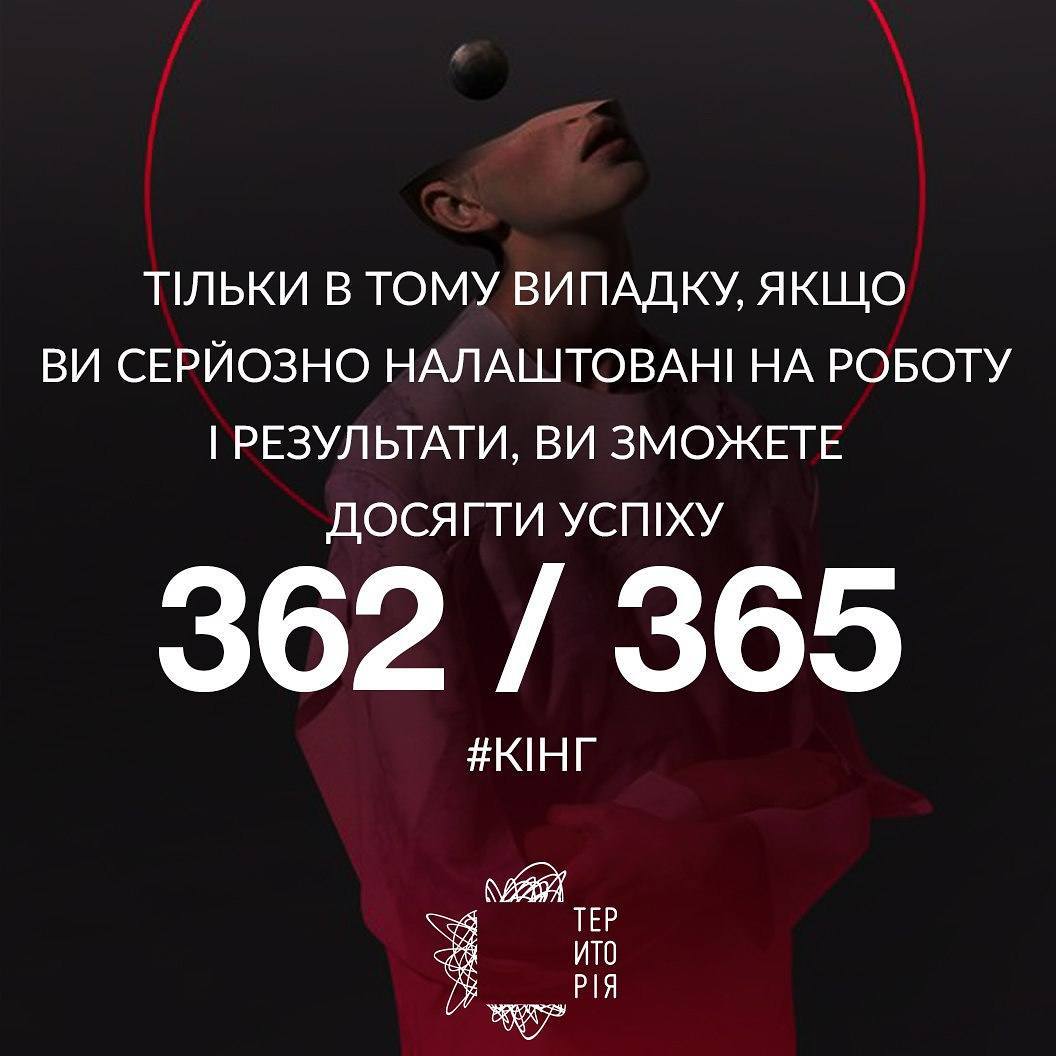 ТІЛЬКИ В ТОМУ ВИПАДКУ, ЯКЩО
ВИ СЕРЙОЗНО НАЛАШТОВАНІ НА РОБОТУ
І РЕЗУЛЬТАТИ, ВИ ЗМОЖЕТЕ
ДОСЯГТИ УСПІХУ
362 / 365
#КІНГ
ТЕР
ИТО
РІЯ